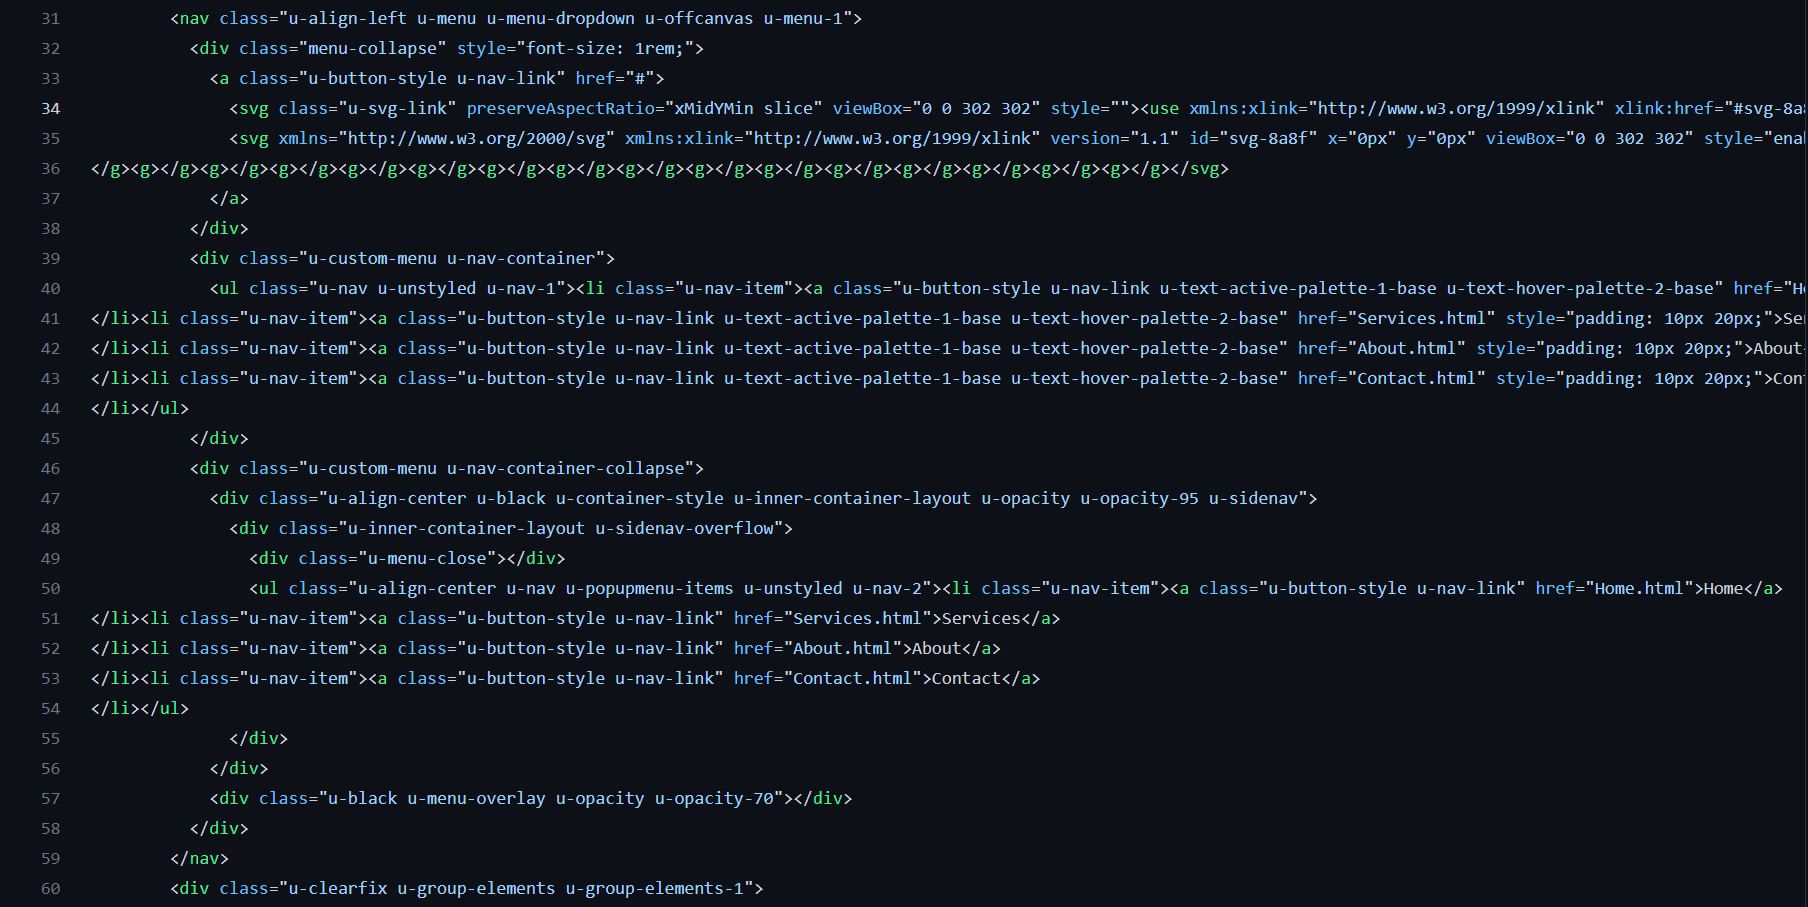 31 <nav class="u-align-left u-menu u-menu-dropdown u-offcanvas u-menu-1">
32 <div class="menu-collapse" style="font-size: 1rem;">
33 <a class="u-button-style u-nav-link" href="#">
34 <svg class="u-svg-link" preserveAspectRatio="xMidYMin slice" viewBox="0 0 302 302" style=""><use xmlns:xlink="http://www.w3.org/1999/xlink" xlink:href="#svg-8a8
35 <svg xmlns="http://www.w3.org/2000/svg" xmlns:xlink="http://www.w3.org/1999/xlink" version="1.1" id="svg-8a8f" x="0px" y="0px" viewBox="0 0 302 302" style="ena
36 </g><g></g><g></g><g></g><g></g><g></g><g></g><g></g><g></g><g></g><g></g><g></g><g></g><g></g><g></g><g></g></svg>
37 </a>
38 </div>
39 <div class="u-custom-menu u-nav-container">
40 <ul class="u-nav u-unstyled u-nav-1"><li class="u-nav-item"><a class="u-button-style u-nav-link u-text-active-palette-1-base u-text-hover-palette-2-base" href="H
41 </li><li class="u-nav-item"><a class="u-button-style u-nav-link u-text-active-palette-1-base u-text-hover-palette-2-base" href="Services.html" style="padding: 10px 20px;">Se
42 </li><li class="u-nav-item"><a class="u-button-style u-nav-link u-text-active-palette-1-base u-text-hover-palette-2-base" href="About.html" style="padding: 10px 20px;">About
43 </li><li class="u-nav-item"><a class="u-button-style u-nav-link u-text-active-palette-1-base u-text-hover-palette-2-base" href="Contact.html" style="padding: 10px 20px;">Con
44 </li></ul>
45 </div>
46 <div class="u-custom-menu u-nav-container-collapse">
47 <div class="u-align-center u-black u-container-style u-inner-container-layout u-opacity u-opacity-95 u-sidenav">
48 <div class="u-inner-container-layout u-sidenav-overflow">
49 <div class="u-menu-close"></div>
50 <ul class="u-align-center u-nav u-popupmenu-items u-unstyled u-nav-2"><li class="u-nav-item"><a class="u-button-style u-nav-link" href="Home.html">Home</a>
51 </li><li class="u-nav-item"><a class="u-button-style u-nav-link" href="Services.html">Services</a>
52 </li><li class="u-nav-item"><a class="u-button-style u-nav-link" href="About.html">About</a>
53 </li><li class="u-nav-item"><a class="u-button-style u-nav-link" href="Contact.html">Contact</a>
54 </li></ul>
55 </div>
56 </div>
57 <div class="u-black u-menu-overlay u-opacity u-opacity-70"></div>
58 </div>
59 </nav>
60 <div class="u-clearfix u-group-elements u-group-elements-1">